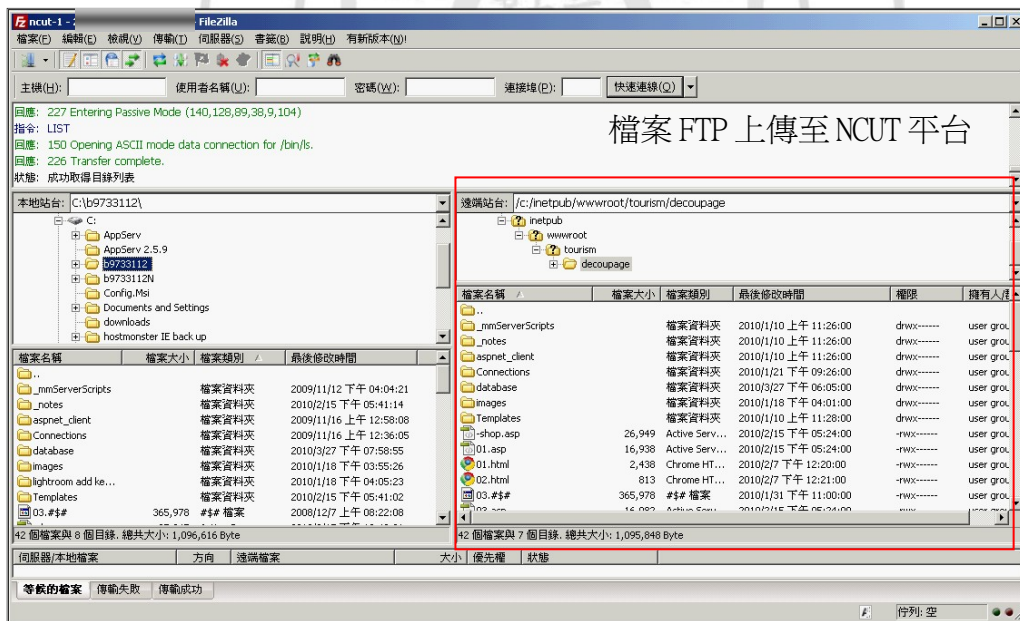 ncut-1 - FileZilla
檔案(F) 編輯(E) 檢視(V) 傳輸(T) 伺服器(S) 書籤(B) 說明(H) 有新版本(N)!
主機(H): 使用者名稱(U): 密碼(W): 連接埠(P): 快速連線(Q)
回應: 227 Entering Passive Mode (140,128,89,38,9,104)
指令: LIST
回應: 150 Opening ASCII mode data connection for /bin/ls.
回應: 226 Transfer complete.
狀態: 成功取得目錄列表
檔案 FTP 上傳至 NCUT 平台
本地站台: C:\b9733112\
C:
AppServ
AppServ 2.5.9
b9733112
b9733112N
Config.Msi
Documents and Settings
downloads
hostmonster IE back up
檔案名稱 檔案大小 檔案類別 最後修改時間
..
_mmServerScripts 檔案資料夾 2009/11/12 下午 04:04:21
_notes 檔案資料夾 2010/2/15 下午 05:41:14
aspnet_client 檔案資料夾 2009/11/16 上午 12:58:08
Connections 檔案資料夾 2009/11/16 上午 12:36:05
database 檔案資料夾 2010/3/27 下午 07:58:55
images 檔案資料夾 2010/1/18 下午 03:55:26
lightroom add ke... 檔案資料夾 2010/1/18 下午 04:05:23
Templates 檔案資料夾 2010/2/15 下午 05:41:02
03.#$# 365,978 #$# 檔案 2008/12/7 上午 08:22:08
42 個檔案與 8 個目錄. 總共大小: 1,096,616 Byte
遠端站台: /c:/inetpub/wwwroot/tourism/decoupage
inetpub
wwwroot
tourism
decoupage
檔案名稱 檔案大小 檔案類別 最後修改時間 權限 擁有人/群
..
_mmServerScripts 檔案資料夾 2010/1/10 上午 11:26:00 drwx------ user grou
_notes 檔案資料夾 2010/1/10 上午 11:26:00 drwx------ user grou
aspnet_client 檔案資料夾 2010/1/10 上午 11:26:00 drwx------ user grou
Connections 檔案資料夾 2010/1/21 下午 09:26:00 drwx------ user grou
database 檔案資料夾 2010/3/27 下午 06:05:00 drwx------ user grou
images 檔案資料夾 2010/1/18 下午 04:01:00 drwx------ user grou
Templates 檔案資料夾 2010/1/10 上午 11:28:00 drwx------ user grou
-shop.asp 26,949 Active Serv... 2010/2/15 下午 05:24:00 -rwx------ user grou
01.asp 16,938 Active Serv... 2010/2/15 下午 05:24:00 -rwx------ user grou
01.html 2,438 Chrome HT... 2010/2/7 下午 12:20:00 -rwx------ user grou
02.html 813 Chrome HT... 2010/2/7 下午 12:21:00 -rwx------ user grou
03.#$# 365,978 #$# 檔案 2010/1/31 下午 11:00:00 -rwx------ user grou
03.asp 16,082 Active Serv... 2010/2/15 下午 05:24:00
42 個檔案與 7 個目錄. 總共大小: 1,095,848 Byte
伺服器/本地檔案 方向 遠端檔案 大小 優先權 狀態
等候的檔案 傳輸失敗 傳輸成功
佇列: 空